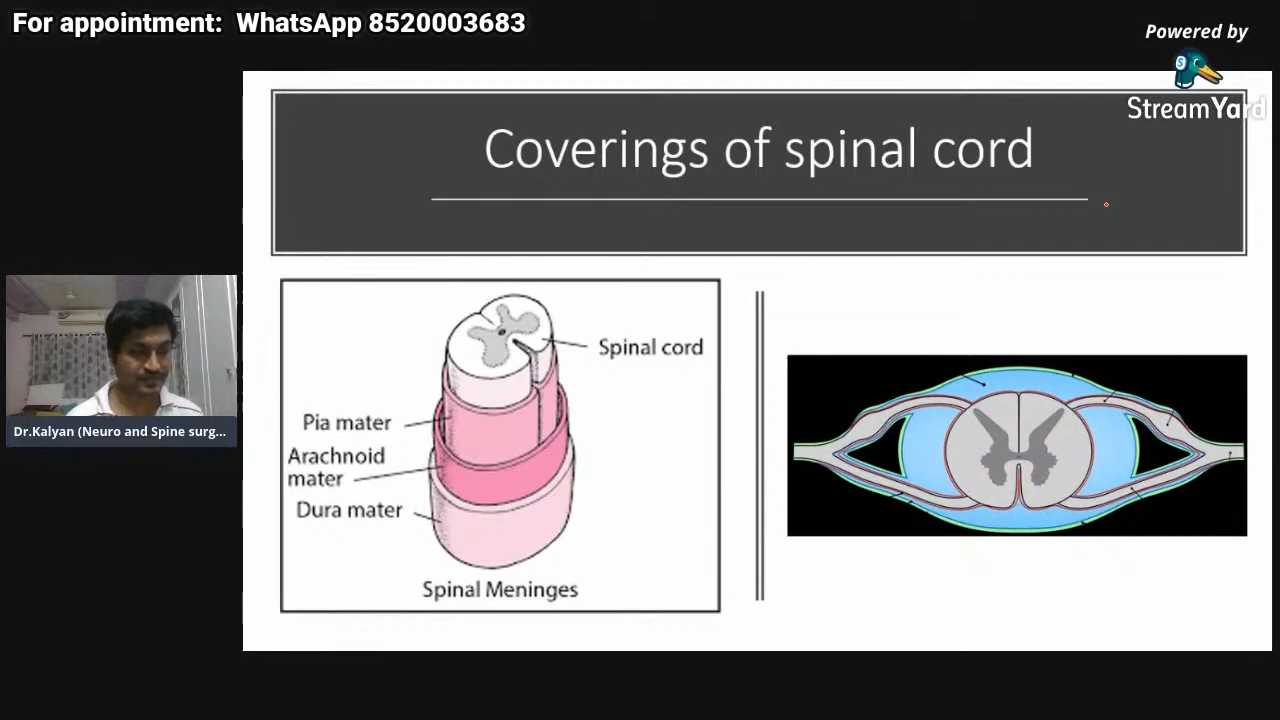 For appointment: WhatsApp 8520003683
Powered by
StreamYard
Coverings of spinal cord
Spinal cord
Pia mater
Arachnoid
mater
Dura mater
Spinal Meninges
Dr.Kalyan (Neuro and Spine surg...